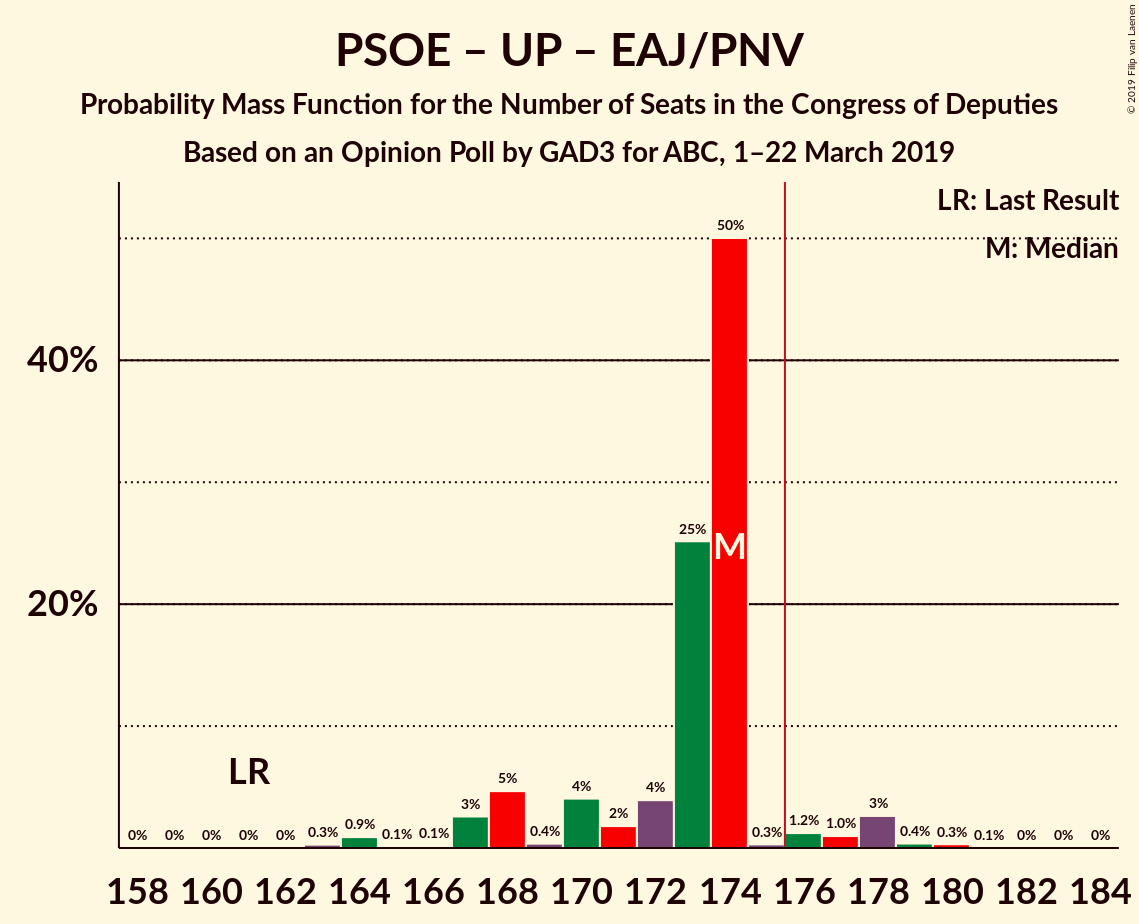 PSOE – UP – EAJ/PNV
Probability Mass Function for the Number of Seats in the Congress of Deputies
Based on an Opinion Poll by GAD3 for ABC, 1–22 March 2019
© 2019 Filip van Laenen
LR: Last Result
M: Median
40%
20%
LR
M
0% 0% 0% 0% 0% 0.3% 0.9% 0.1% 0.1% 3% 5% 0.4% 4% 2% 4% 25% 50% 0.3% 1.2% 1.0% 3% 0.4% 0.3% 0.1% 0% 0% 0%
158 160 162 164 166 168 170 172 174 176 178 180 182 184